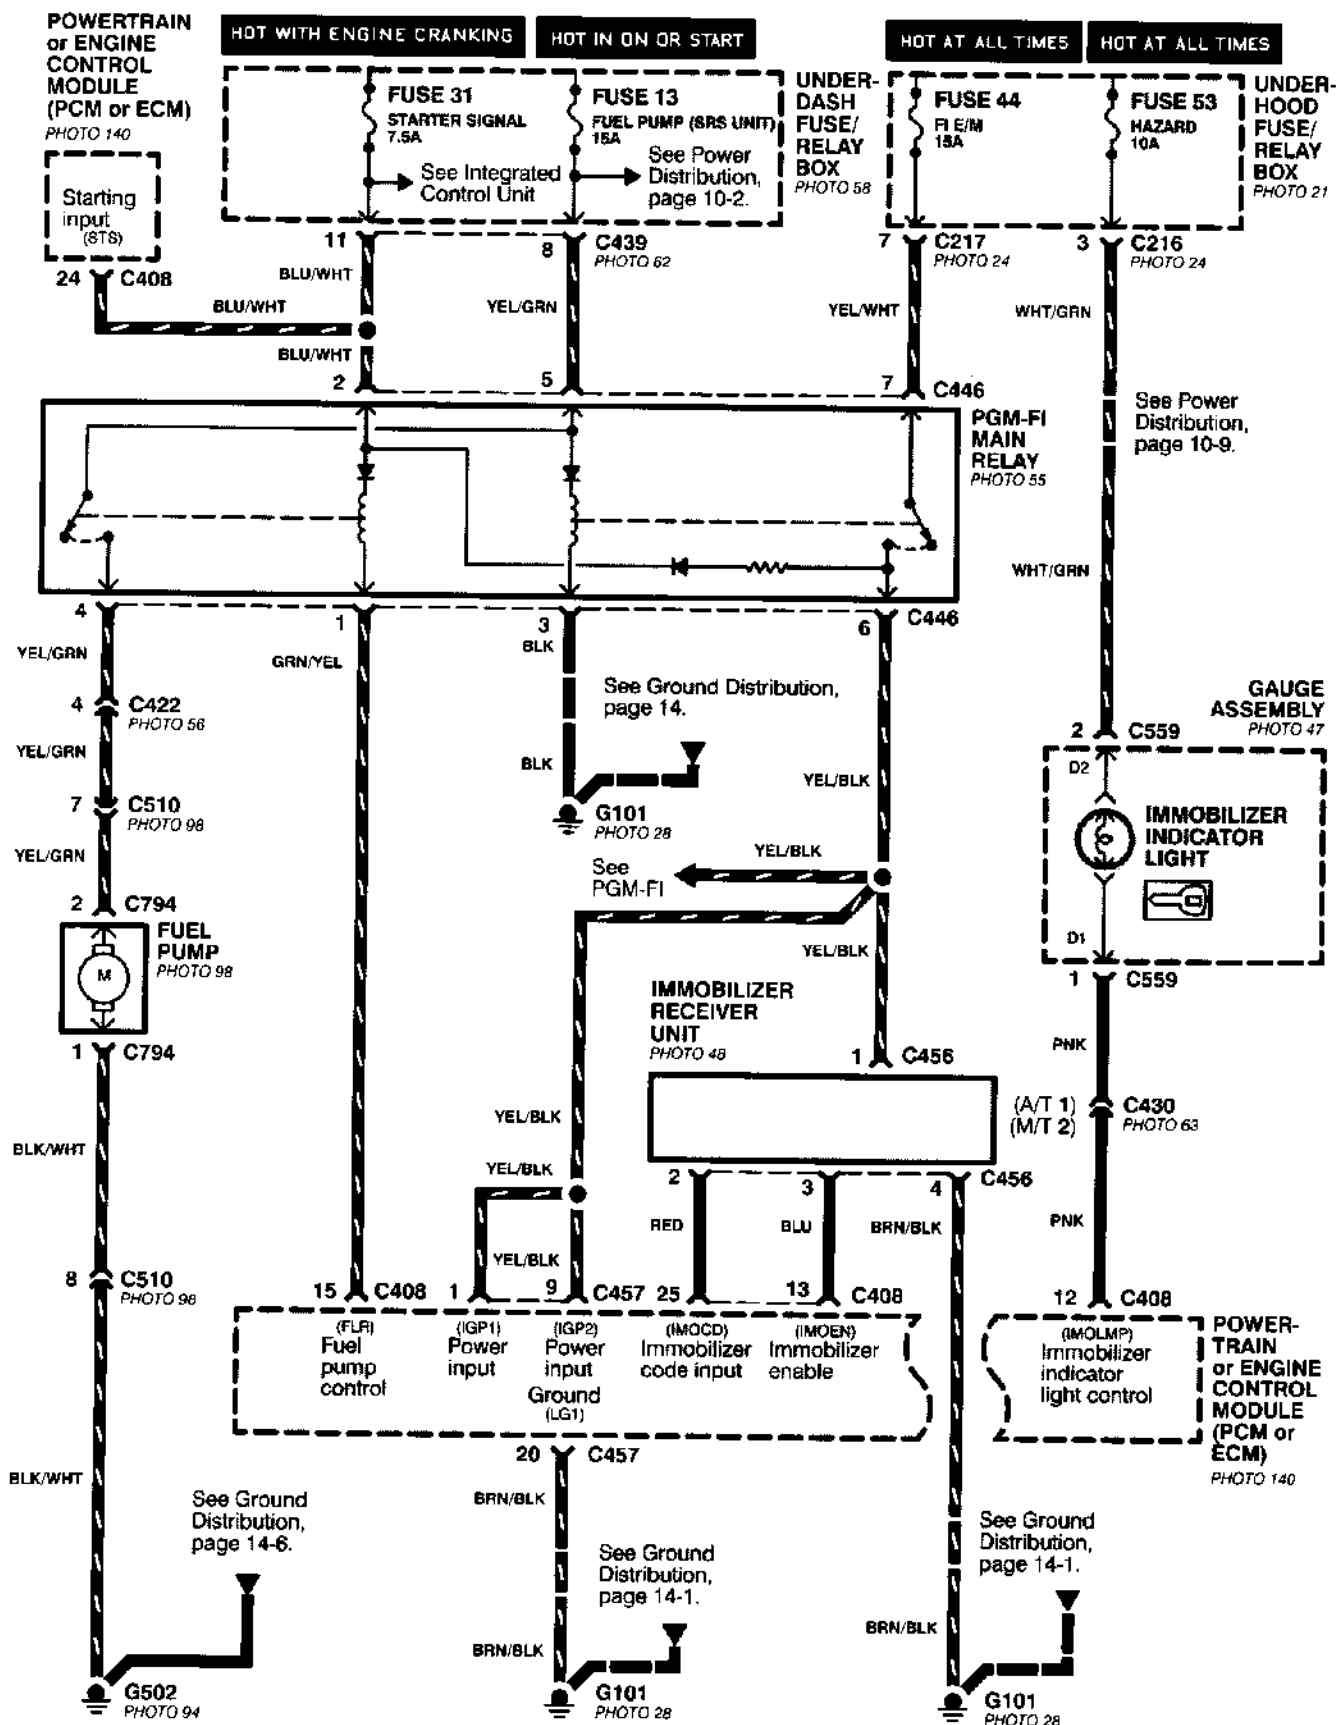 POWERTRAIN
or ENGINE
CONTROL
MODULE
(PCM or ECM)
PHOTO 140
HOT WITH ENGINE CRANKING
HOT IN ON OR START
HOT AT ALL TIMES
HOT AT ALL TIMES
FUSE 31
STARTER SIGNAL
7.5A
See Integrated
Control Unit
FUSE 13
FUEL PUMP (SRS UNIT)
15A
See Power
Distribution,
page 10-2.
UNDER-
DASH
FUSE/
RELAY
BOX
PHOTO 58
FUSE 44
FI E/M
15A
FUSE 53
HAZARD
10A
UNDER-
HOOD
FUSE/
RELAY
BOX
PHOTO 21
Starting
input
(STS)
24
C408
11
8
C439
PHOTO 62
7
C217
PHOTO 24
3
C216
PHOTO 24
BLU/WHT
BLU/WHT
YEL/GRN
YEL/WHT
WHT/GRN
BLU/WHT
2
5
7
C446
PGM-FI
MAIN
RELAY
PHOTO 55
See Power
Distribution,
page 10-9.
WHT/GRN
4
1
3
6
C446
YEL/GRN
GRN/YEL
BLK
4
C422
PHOTO 56
See Ground Distribution,
page 14.
YEL/GRN
BLK
YEL/BLK
7
C510
PHOTO 98
G101
PHOTO 28
YEL/GRN
See
PGM-FI
YEL/BLK
YEL/BLK
GAUGE
ASSEMBLY
PHOTO 47
2
C559
D2
IMMOBILIZER
INDICATOR
LIGHT
D1
1
C559
2
C794
FUEL
PUMP
PHOTO 98
M
1
C794
IMMOBILIZER
RECEIVER
UNIT
PHOTO 48
1
C456
PNK
(A/T 1)
(M/T 2)
C430
PHOTO 63
YEL/BLK
BLK/WHT
YEL/BLK
2
3
4
C456
RED
BLU
BRN/BLK
PNK
YEL/BLK
8
C510
PHOTO 98
15
C408
1
9
C457
25
13
C408
12
C408
(FLR)
Fuel
pump
control
(IGP1)
Power
input
(IGP2)
Power
input
Ground
(LG1)
(IMOCD)
Immobilizer
code input
(IMOEN)
Immobilizer
enable
(IMOLMP)
Immobilizer
indicator
light control
POWER-
TRAIN
or ENGINE
CONTROL
MODULE
(PCM or
ECM)
PHOTO 140
20
C457
BLK/WHT
BRN/BLK
See Ground
Distribution,
page 14-6.
See Ground
Distribution,
page 14-1.
See Ground
Distribution,
page 14-1.
BRN/BLK
BRN/BLK
G502
PHOTO 94
G101
PHOTO 28
G101
PHOTO 28